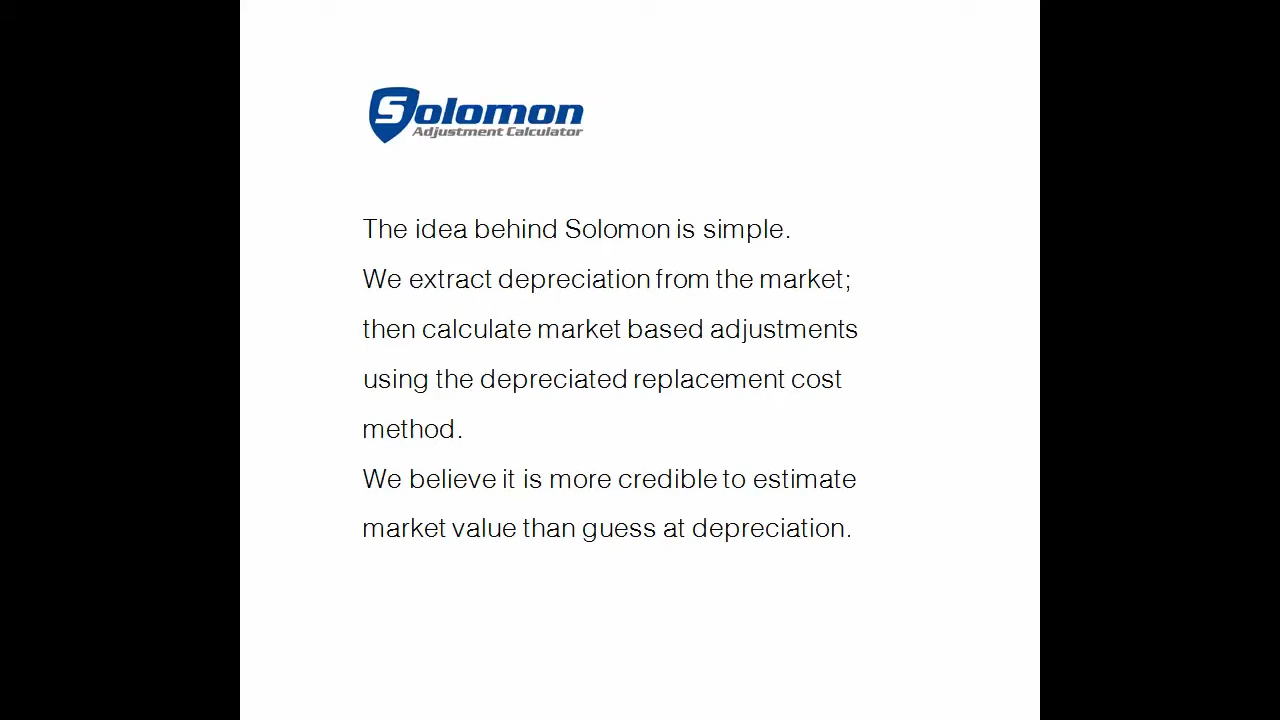 Solomon
Adjustment Calculator
The idea behind Solomon is simple.
We extract depreciation from the market;
then calculate market based adjustments
using the depreciated replacement cost
method.
We believe it is more credible to estimate
market value than guess at depreciation.